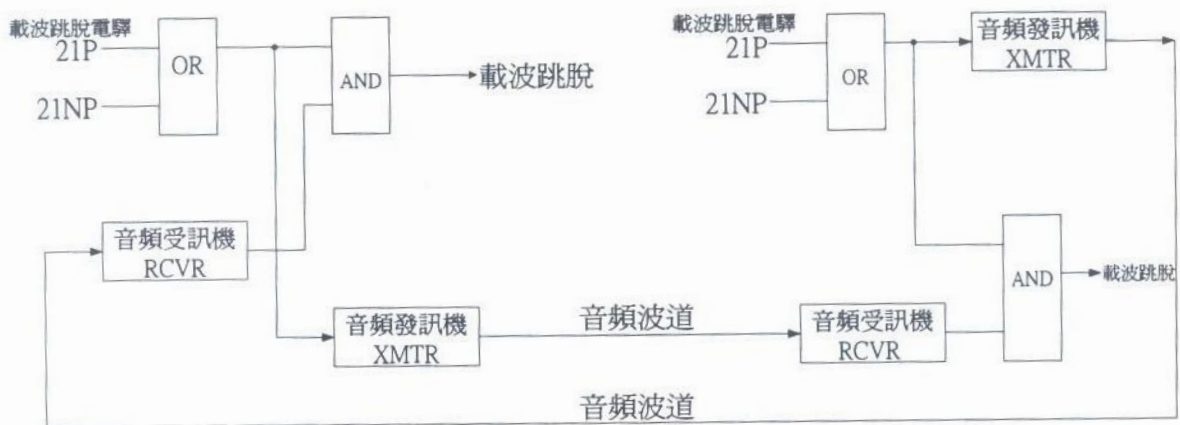 載波跳脫電驛
21P
OR
21NP
AND
載波跳脫
音頻受訊機
RCVR
音頻發訊機
XMTR
音頻波道
載波跳脫電驛
21P
OR
21NP
音頻發訊機
XMTR
AND
載波跳脫
音頻受訊機
RCVR
音頻波道